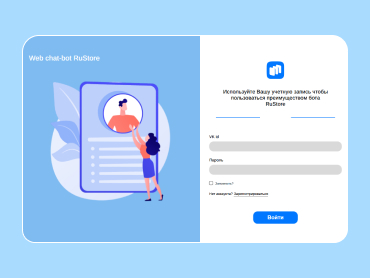 Web chat-bot RuStore
Используйте Вашу учетную запись чтобы
пользоваться преимуществом бота
RuStore
VK id
Пароль
Запомнить?
Нет аккаунта? Зарегистрироваться
Войти